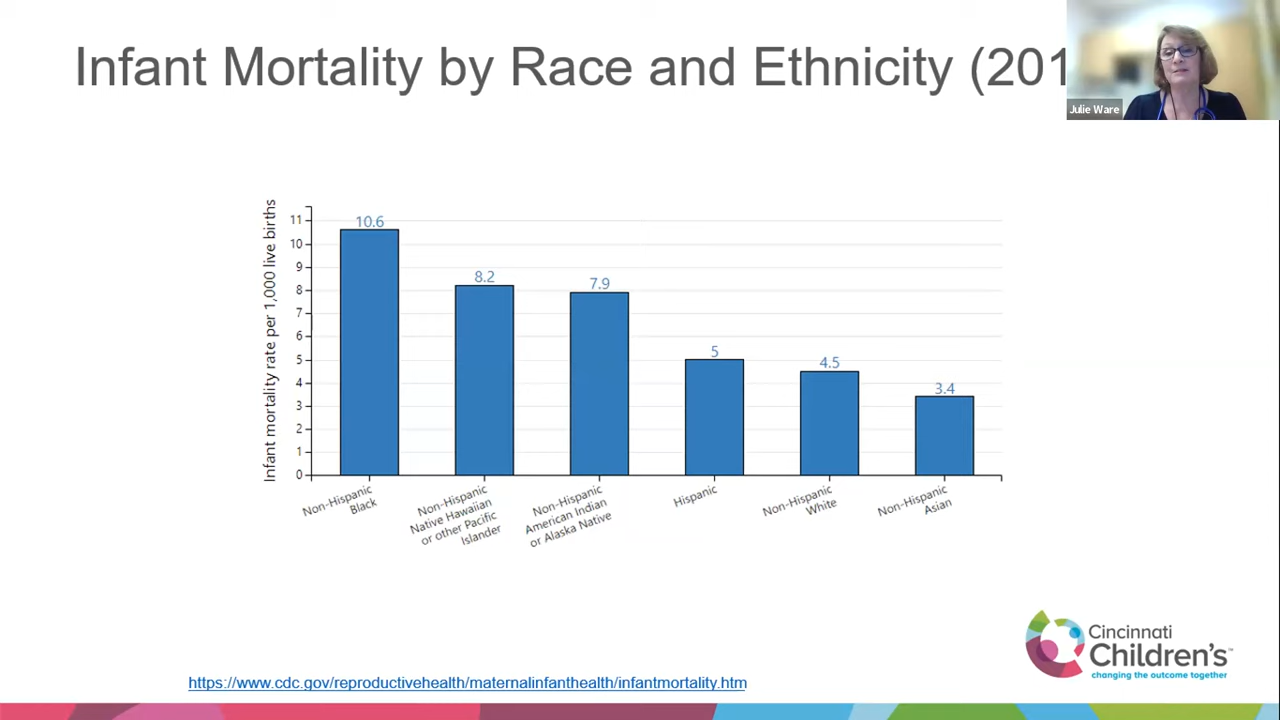 Infant Mortality by Race and Ethnicity (201
Julie Ware
Infant mortality rate per 1,000 live births
11
10
9
8
7
6
5
4
3
2
1
0
10.6
8.2
7.9
5
4.5
3.4
Non-Hispanic
Black
Non-Hispanic
Native Hawaiian
or other Pacific
Islander
Non-Hispanic
American Indian
or Alaska Native
Hispanic
Non-Hispanic
White
Non-Hispanic
Asian
Cincinnati
Children's™
changing the outcome together
https://www.cdc.gov/reproductivehealth/maternalinfanthealth/infantmortality.htm